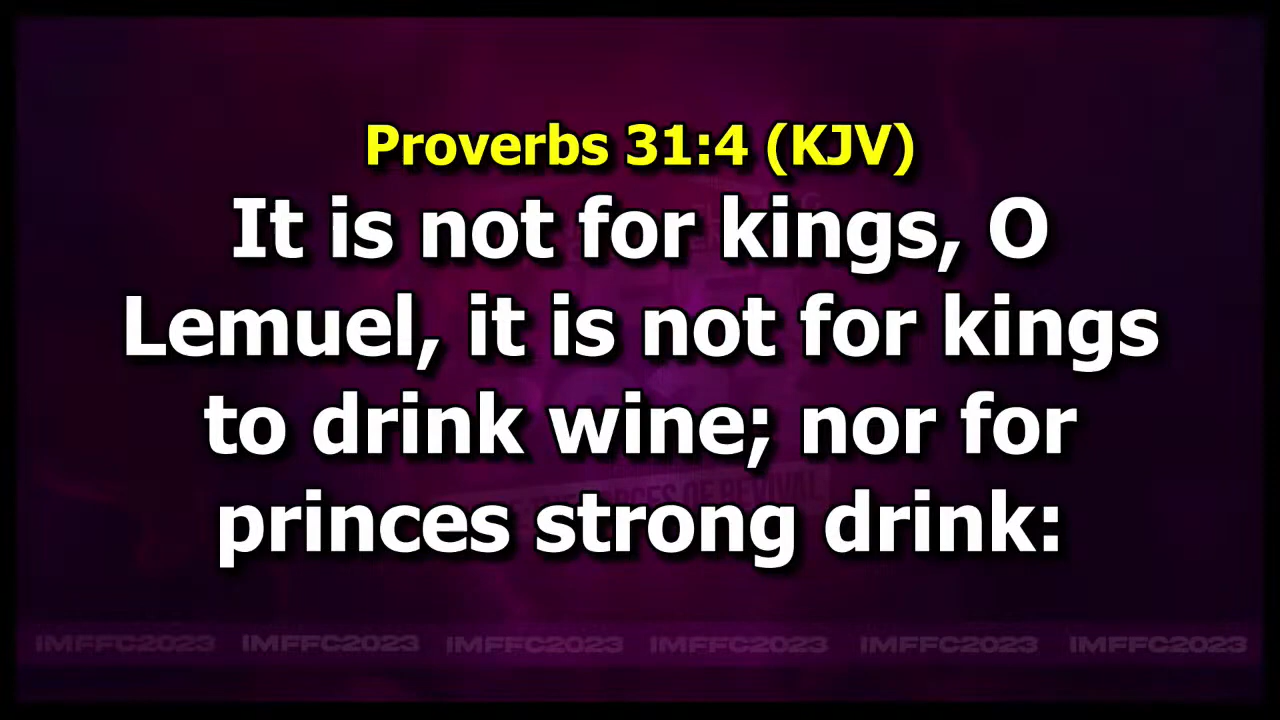 Proverbs 31:4 (KJV)
It is not for kings, O
Lemuel, it is not for kings
to drink wine; nor for
princes strong drink:
IMFFC2023 IMFFC2023 IMFFC2023 IMFFC2023 IMFFC2023 IMFFC2023